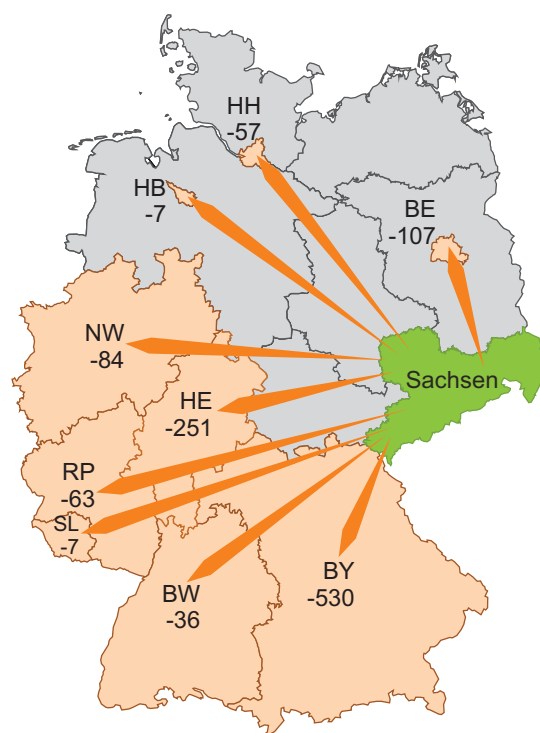 HH
-57
HB
-7
BE
-107
NW
-84
Sachsen
HE
-251
RP
-63
SL
-7
BY
-530
BW
-36